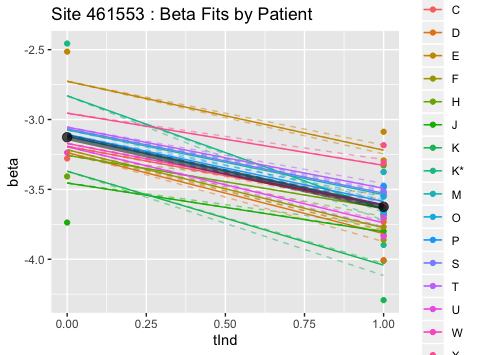 Site 461553 : Beta Fits by Patient
-2.5
-3.0
-3.5
-4.0
beta
0.00
0.25
0.50
0.75
1.00
tInd
C
D
E
F
H
J
K
K*
M
O
P
S
T
U
W